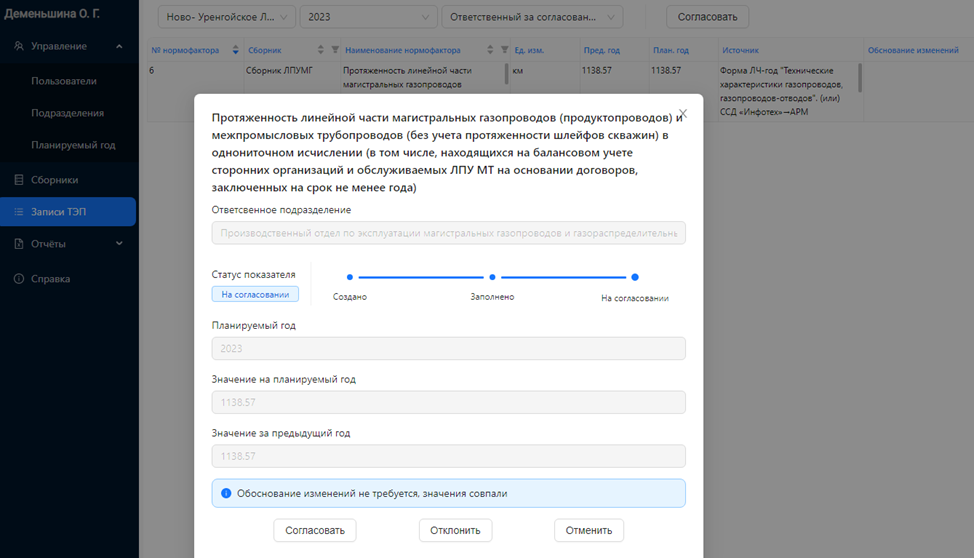 Деменьшина О. Г.
Управление
Пользователи
Подразделения
Планируемый год
Сборники
Записи ТЭП
Отчёты
Справка
Ново- Уренгойское Л...
2023
Ответственный за согласован...
Согласовать
№ нормофактора
Сборник
Наименование нормофактора
Ед. изм.
Пред. год
План. год
Источник
Обснование изменений
6
Сборник ЛПУМГ
Протяженность линейной части
магистральных газопроводов
км
1138.57
1138.57
Форма ЛЧ-год "Технические
характеристики газопроводов,
газопроводов-отводов". (или)
ССД «Инфотех»→АРМ
Протяженность линейной части магистральных газопроводов (продуктопроводов) и
межпромысловых трубопроводов (без учета протяженности шлейфов скважин) в
однониточном исчислении (в том числе, находящихся на балансовом учете
сторонних организаций и обслуживаемых ЛПУ МТ на основании договоров,
заключенных на срок не менее года)
Ответсвенное подразделение
Производственный отдел по эксплуатации магистральных газопроводов и газораспределительнь
Статус показателя
На согласовании
Создано
Заполнено
На согласовании
Планируемый год
2023
Значение на планируемый год
1138.57
Значение за предыдущий год
1138.57
Обоснование изменений не требуется, значения совпали
Согласовать
Отклонить
Отменить